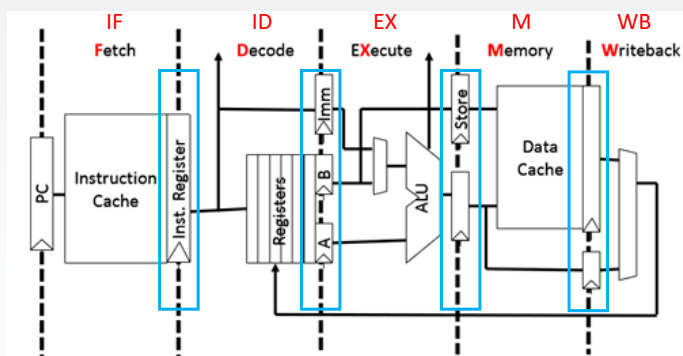 IF
ID
EX
M
WB
Fetch
Decode
EXecute
Memory
Writeback
PC
Instruction
Cache
Inst. Register
Registers
Imm
B
A
ALU
Store
Data
Cache